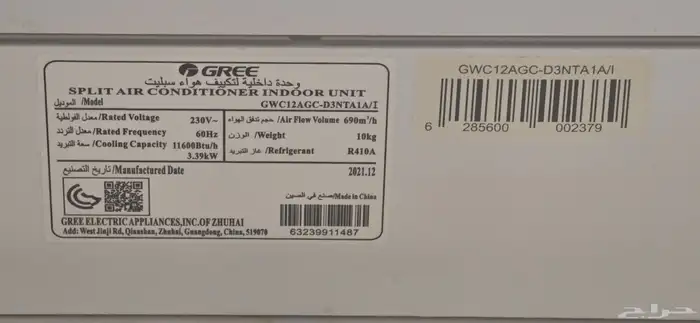 GREE
وحدة داخلية لتكييف هواء سبليت
SPLIT AIR CONDITIONER INDOOR UNIT
الموديل /Model GWC12AGC-D3NTA1A/I
معدل الفولطية /Rated Voltage 230V~
معدل التردد /Rated Frequency 60Hz
سعة التبريد /Cooling Capacity 11600Btu/h
3.39kW
حجم تدفق الهواء /Air Flow Volume 690m³/h
الوزن /Weight 10kg
غاز التبريد /Refrigerant R410A
تاريخ التصنيع /Manufactured Date 2021.12
صنع في الصين /Made in China
63239911487
GREE ELECTRIC APPLIANCES,INC.OF ZHUHAI
Add: West Jinji Rd, Qianshan, Zhuhai, Guangdong, China, 519070
GWC12AGC-D3NTA1A/I
6 285600 002379
حراج